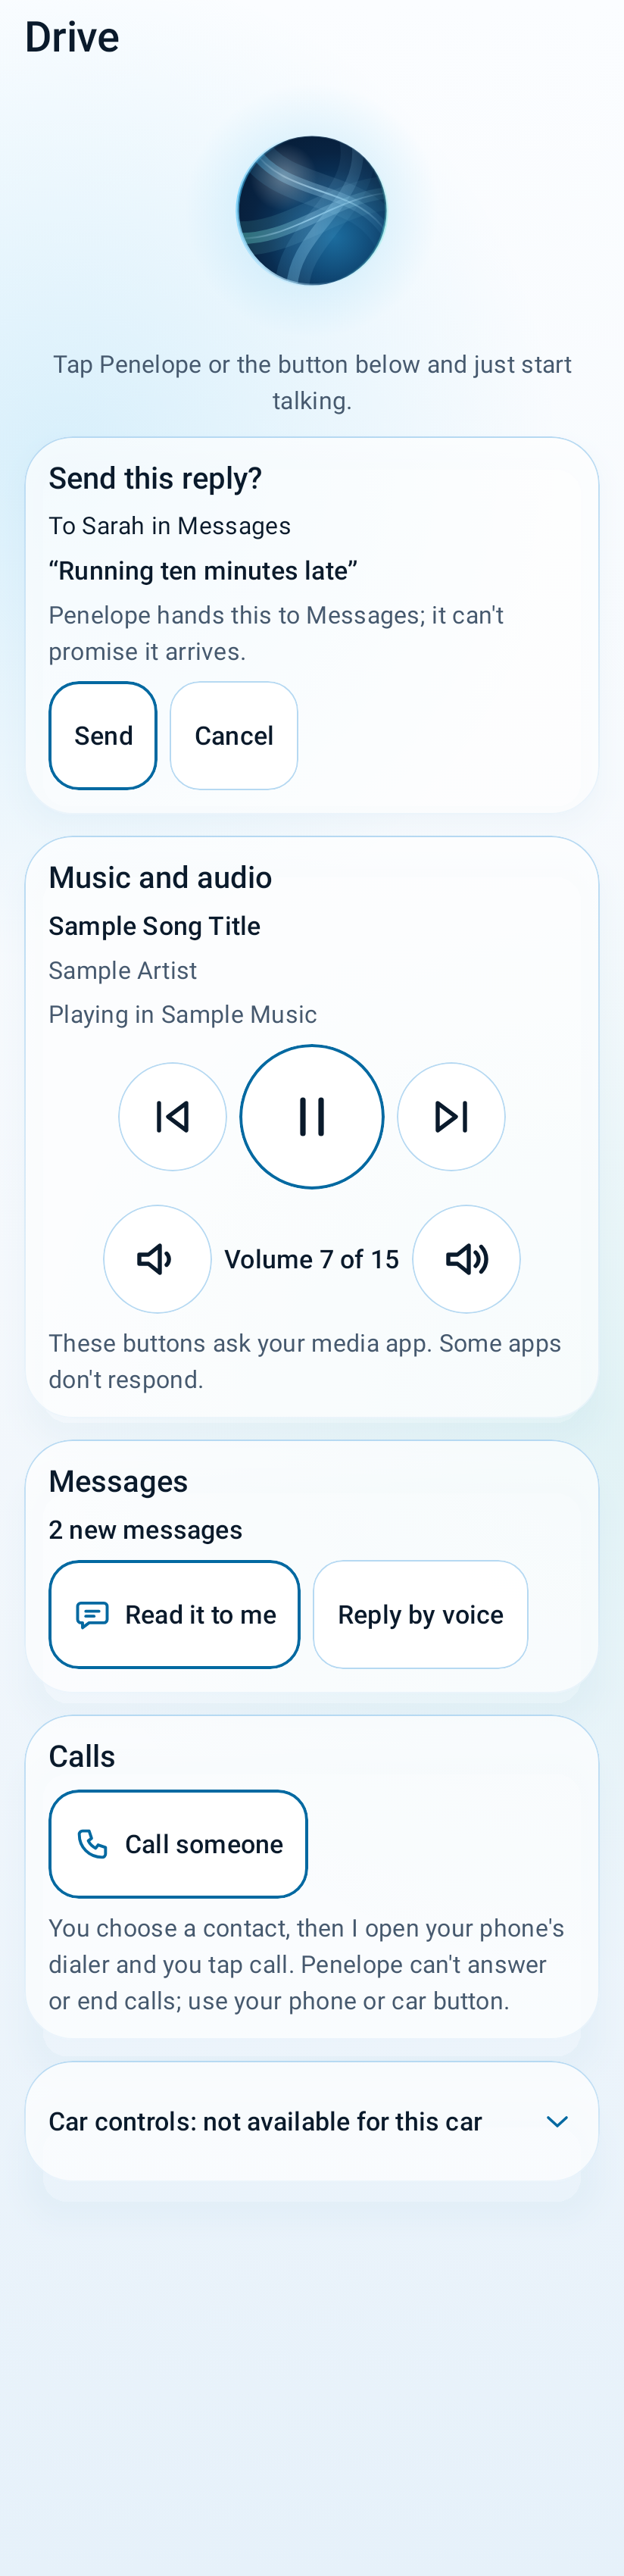 Drive
Tap Penelope or the button below and just start
talking.
Send this reply?
To Sarah in Messages
“Running ten minutes late”
Penelope hands this to Messages; it can't
promise it arrives.
Send
Cancel
Music and audio
Sample Song Title
Sample Artist
Playing in Sample Music
Volume 7 of 15
These buttons ask your media app. Some apps
don't respond.
Messages
2 new messages
Read it to me
Reply by voice
Calls
Call someone
You choose a contact, then I open your phone's
dialer and you tap call. Penelope can't answer
or end calls; use your phone or car button.
Car controls: not available for this car